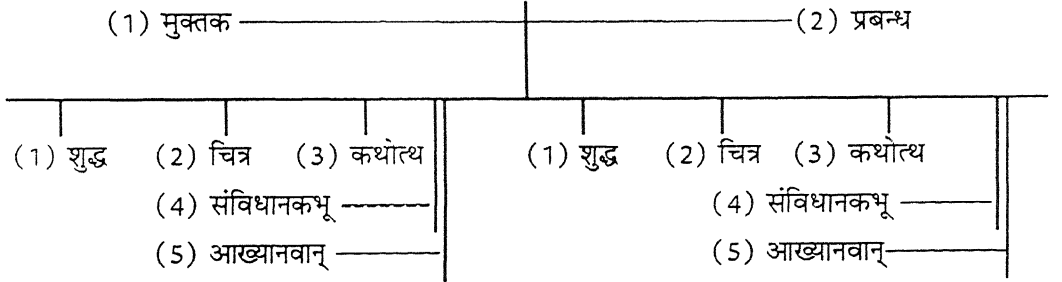 (1) मुक्तक (2) प्रबन्ध
(1) शुद्ध (2) चित्र (3) कथोत्थ (1) शुद्ध (2) चित्र (3) कथोत्थ
(4) संविधानकभू (4) संविधानकभू
(5) आख्यानवान् (5) आख्यानवान्